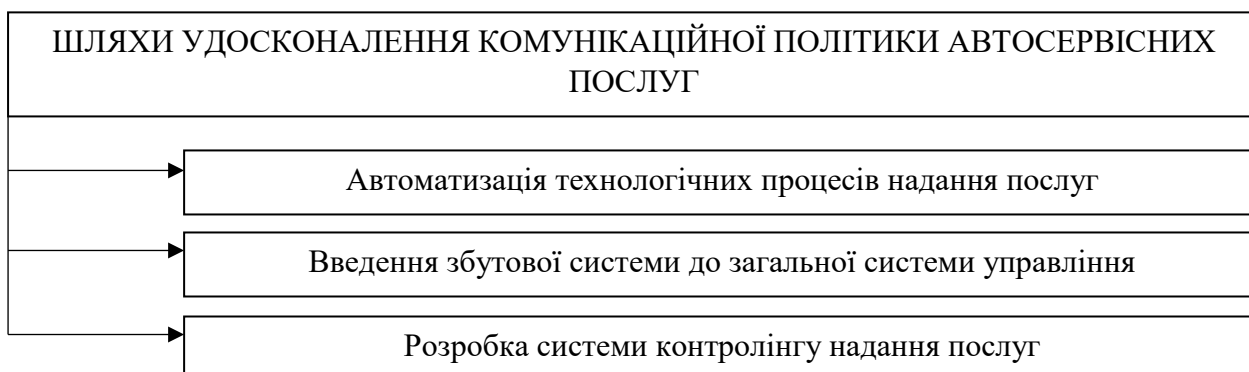 ШЛЯХИ УДОСКОНАЛЕННЯ КОМУНІКАЦІЙНОЇ ПОЛІТИКИ АВТОСЕРВІСНИХ
ПОСЛУГ
Автоматизація технологічних процесів надання послуг
Введення збутової системи до загальної системи управління
Розробка системи контролінгу надання послуг